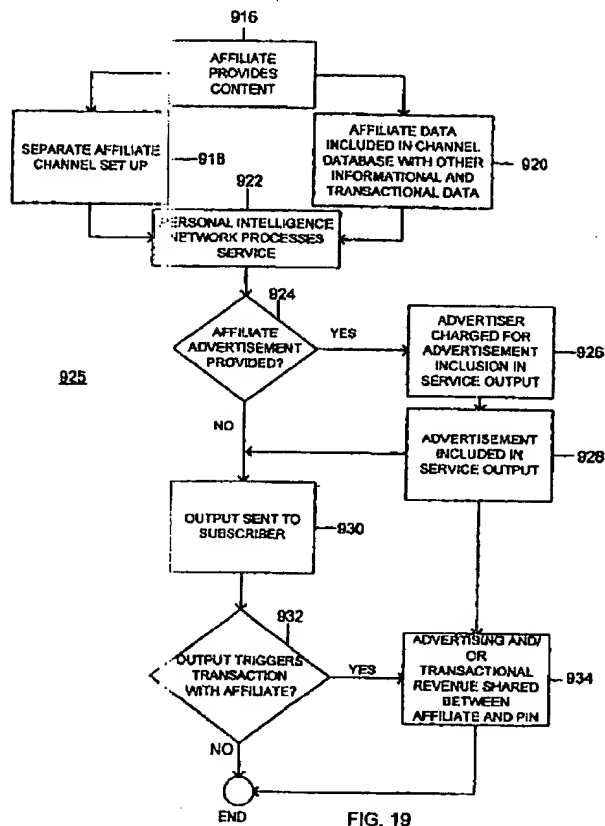 916
AFFILIATE
PROVIDES
CONTENT
SEPARATE AFFILIATE
CHANNEL SET UP
918
AFFILIATE DATA
INCLUDED IN CHANNEL
DATABASE WITH OTHER
INFORMATIONAL AND
TRANSACTIONAL DATA
920
922
PERSONAL INTELLIGENCE
NETWORK PROCESSES
SERVICE
924
AFFILIATE
ADVERTISEMENT
PROVIDED?
YES
ADVERTISER
CHARGED FOR
ADVERTISEMENT
INCLUSION IN
SERVICE OUTPUT
926
925
NO
ADVERTISEMENT
INCLUDED IN
SERVICE OUTPUT
928
OUTPUT SENT TO
SUBSCRIBER
930
932
OUTPUT TRIGGERS
TRANSACTION
WITH AFFILIATE?
YES
ADVERTISING AND/
OR
TRANSACTIONAL
REVENUE SHARED
BETWEEN
AFFILIATE AND PIN
934
NO
END
FIG. 19